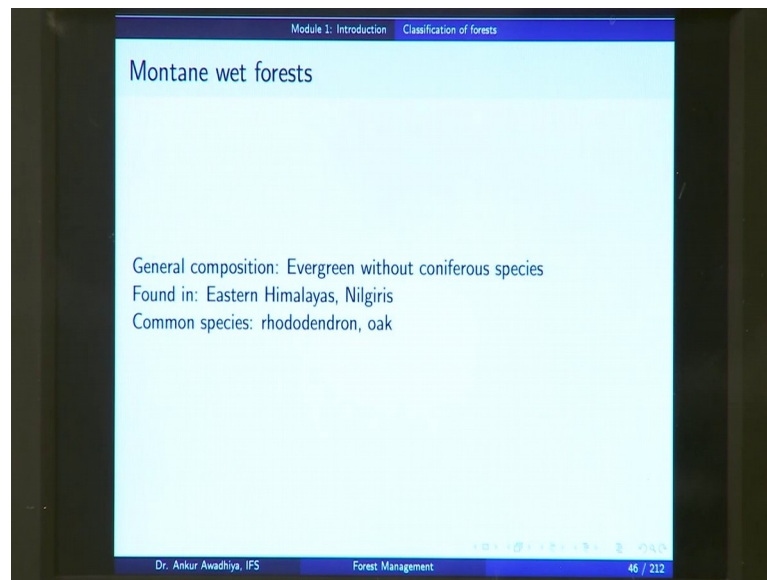 Module 1: Introduction Classification of forests
Montane wet forests
General composition: Evergreen without coniferous species
Found in: Eastern Himalayas, Nilgiris
Common species: rhododendron, oak
Dr. Ankur Awadhiya, IFS Forest Management 46 / 212